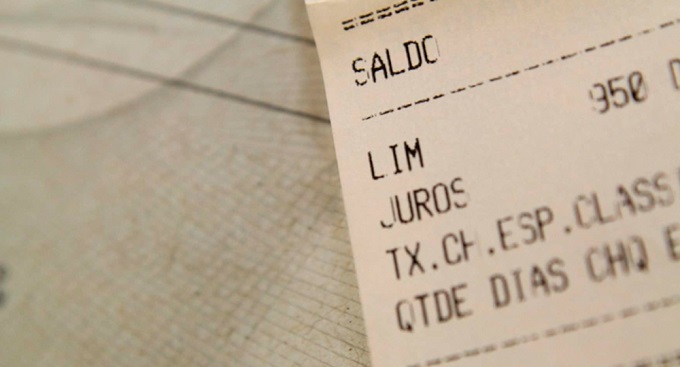 SALDO
950 D
LIM
JUROS
TX.CH.ESP.CLASS
QTDE DIAS CHQ E